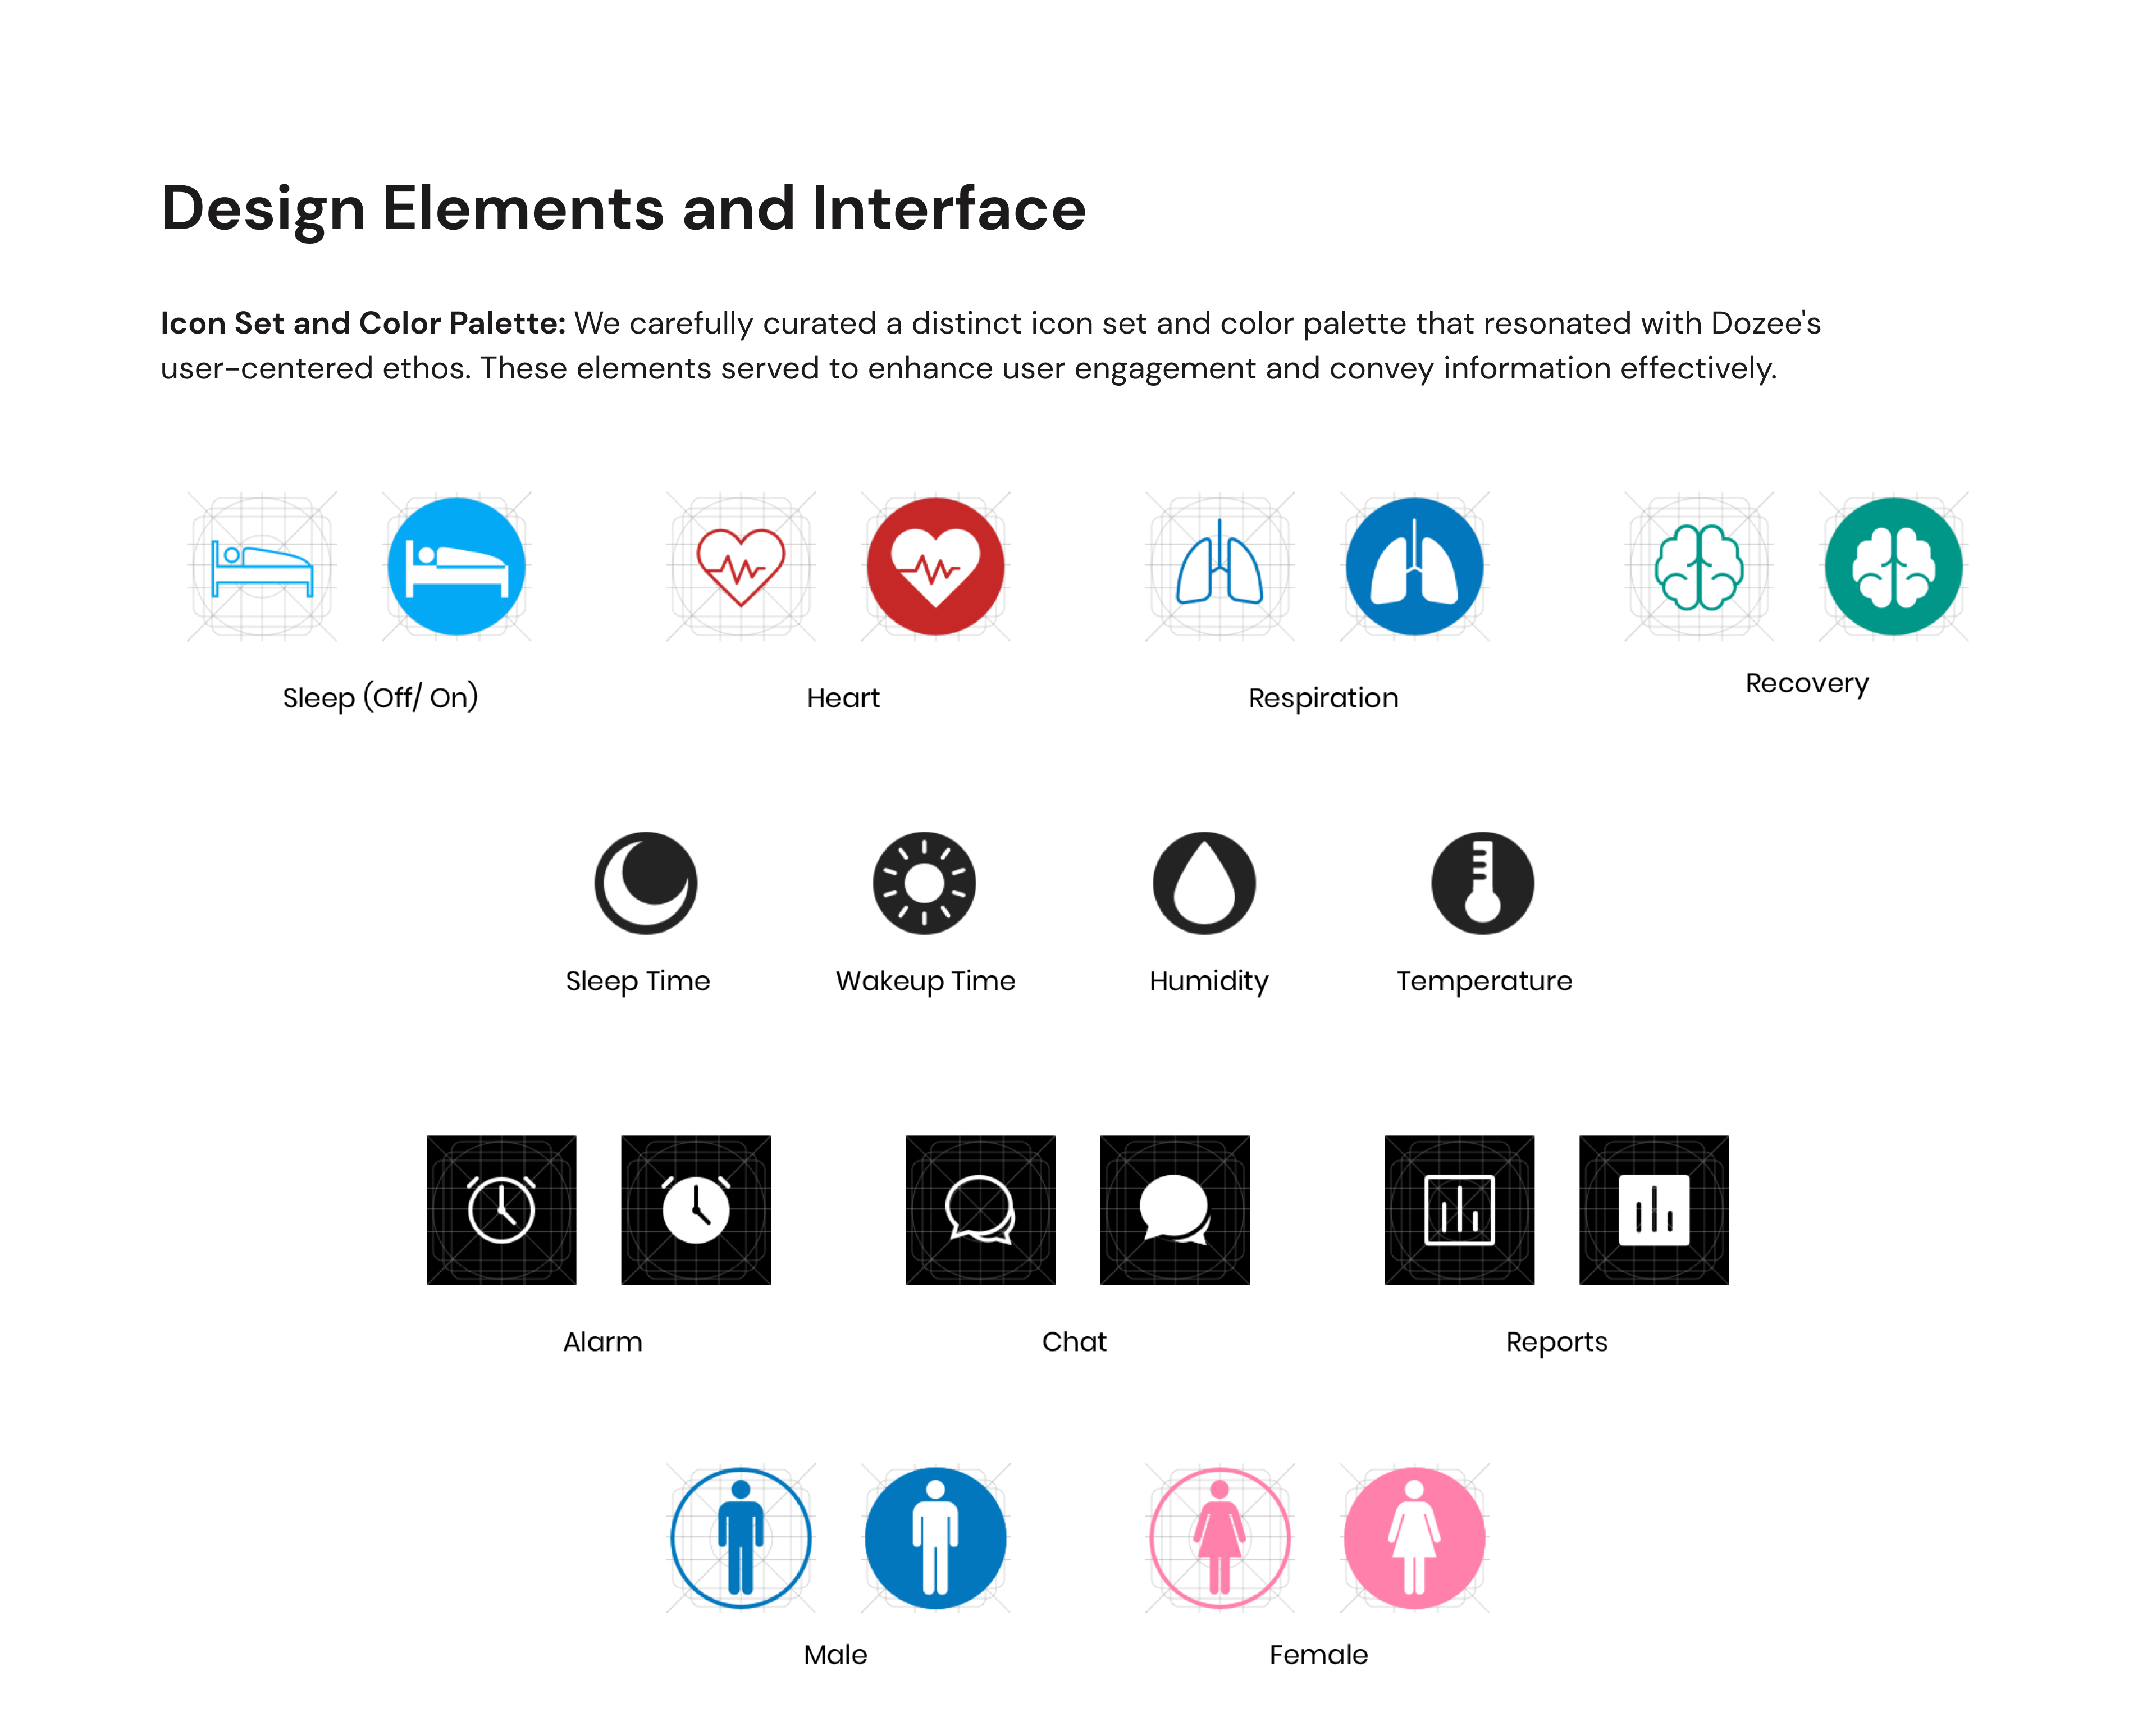 Design Elements and Interface
Icon Set and Color Palette: We carefully curated a distinct icon set and color palette that resonated with Dozee's
user-centered ethos. These elements served to enhance user engagement and convey information effectively.
Sleep (Off/ On)
Heart
Respiration
Recovery
Sleep Time
Wakeup Time
Humidity
Temperature
Alarm
Chat
Reports
Male
Female